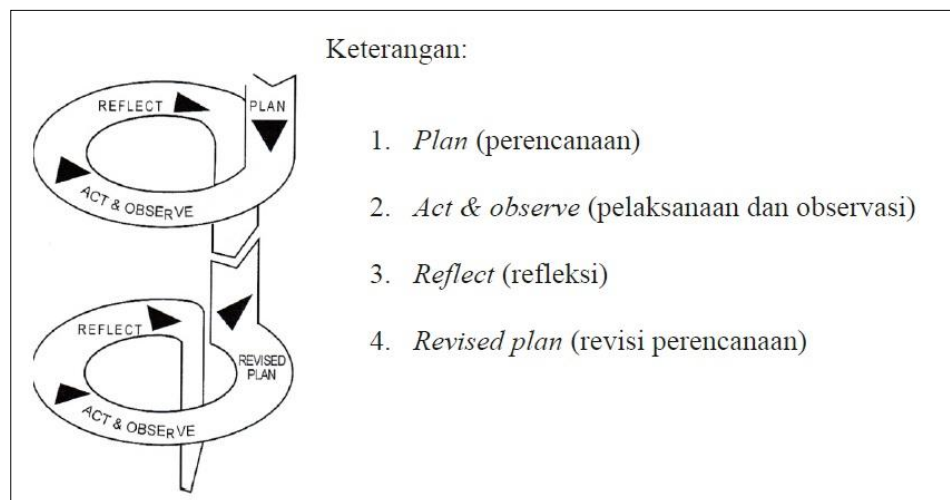 Keterangan:
REFLECT
PLAN
ACT & OBSERVE
REFLECT
REVISED
PLAN
ACT & OBSERVE
1. Plan (perencanaan)
2. Act & observe (pelaksanaan dan observasi)
3. Reflect (refleksi)
4. Revised plan (revisi perencanaan)